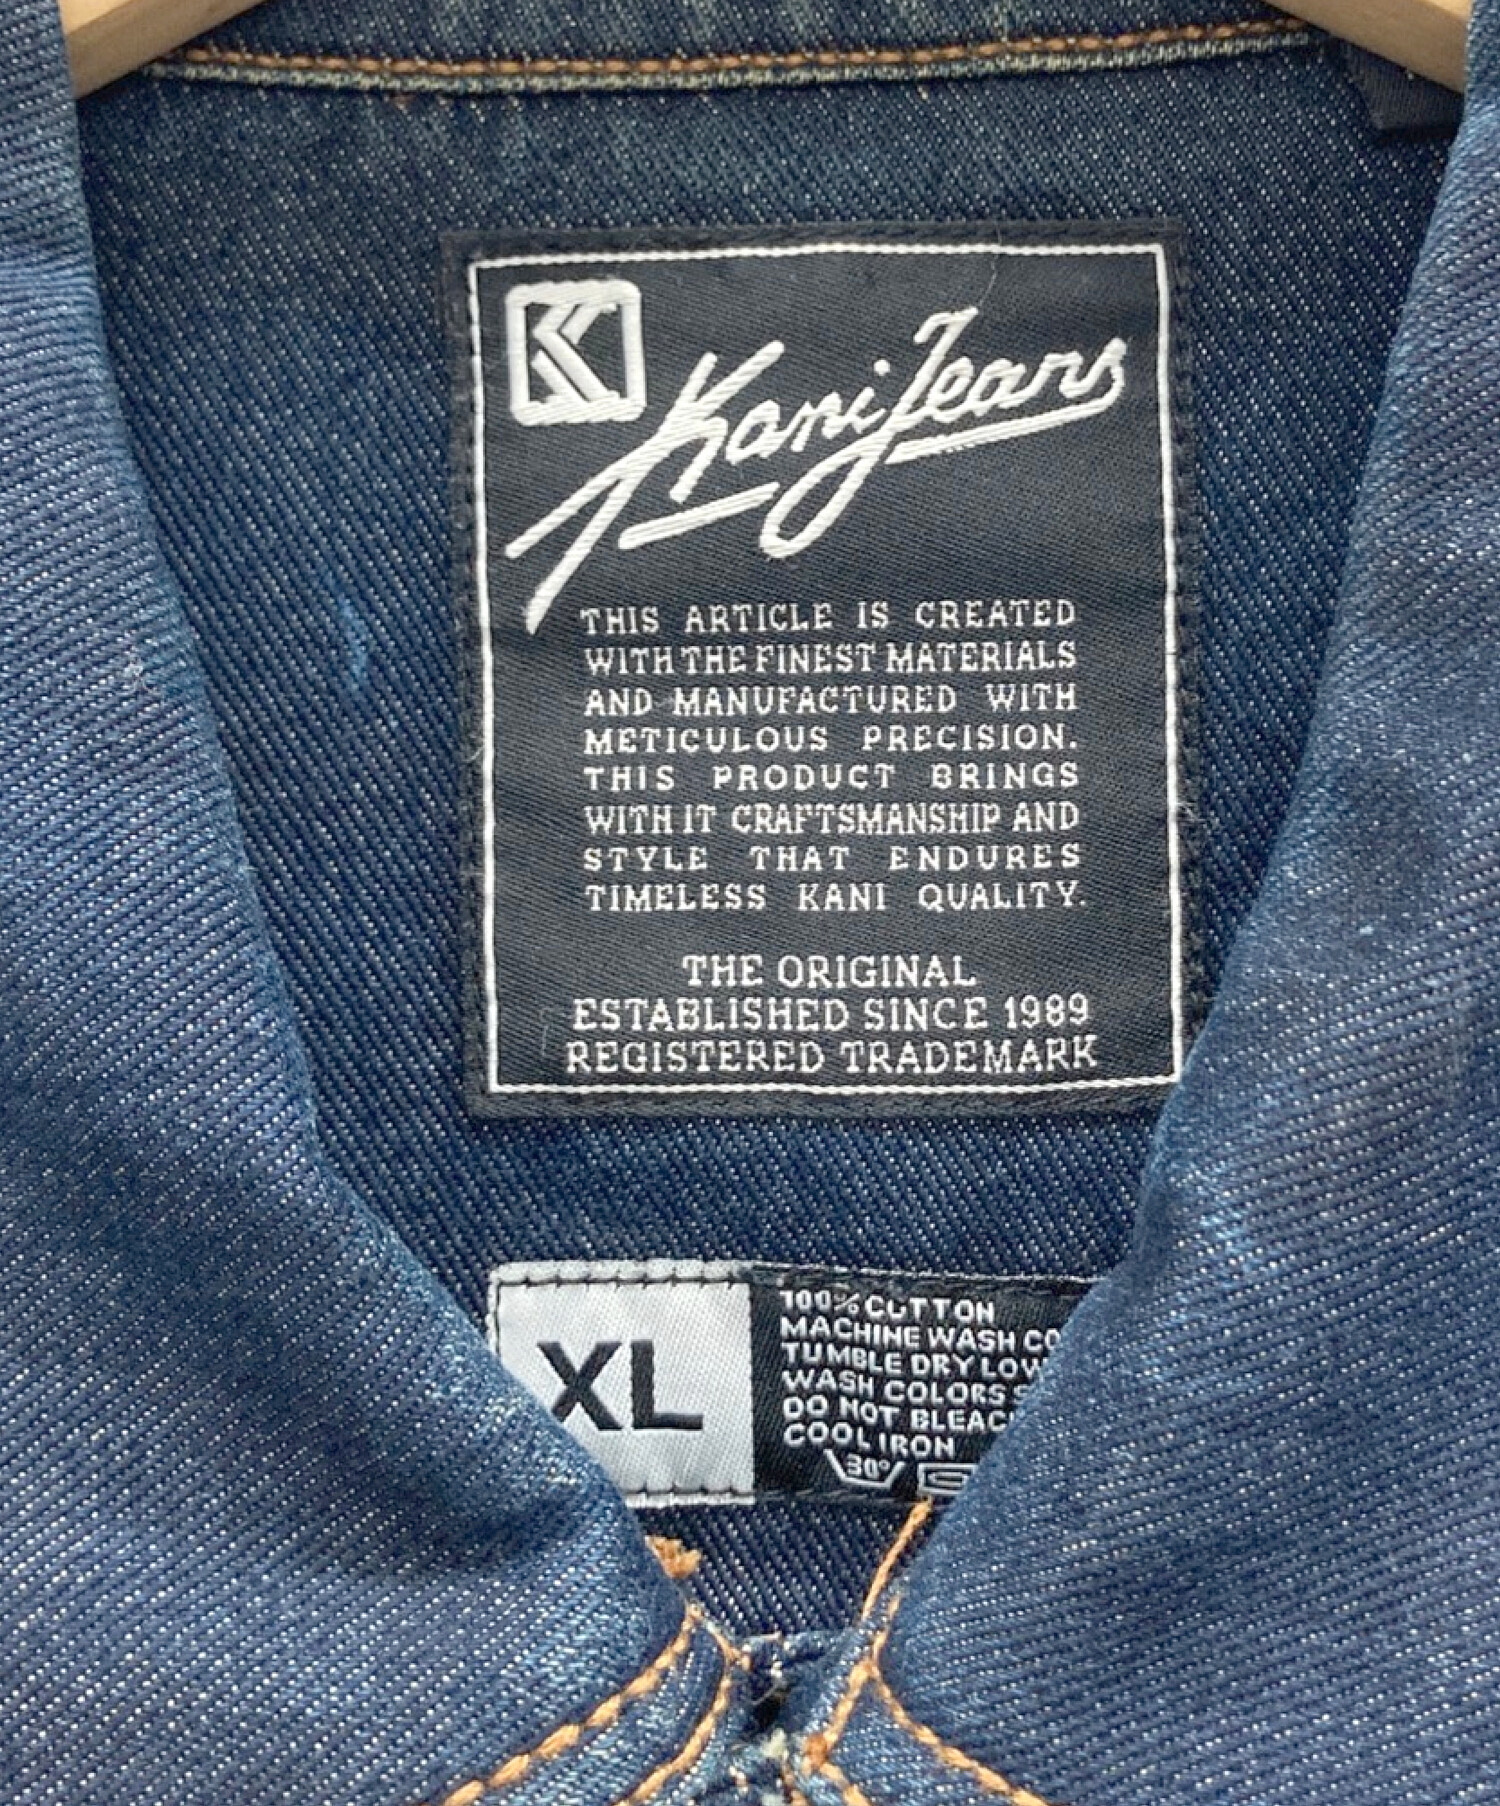 K
Kani Jeans
THIS ARTICLE IS CREATED
WITH THE FINEST MATERIALS
AND MANUFACTURED WITH
METICULOUS PRECISION.
THIS PRODUCT BRINGS
WITH IT CRAFTSMANSHIP AND
STYLE THAT ENDURES
TIMELESS KANI QUALITY.
THE ORIGINAL
ESTABLISHED SINCE 1989
REGISTERED TRADEMARK
XL
100% COTTON
MACHINE WASH
TUMBLE DRY LOW
WASH COLORS
DO NOT
COOL IRON
30°